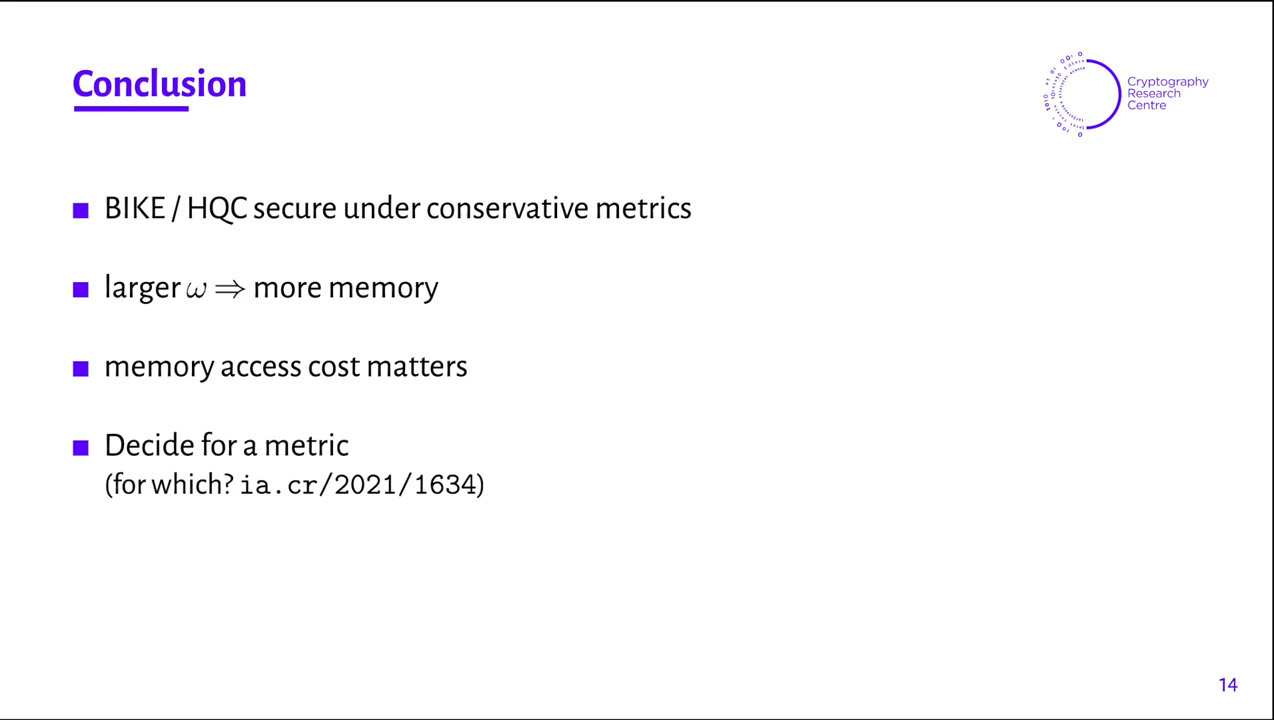 Conclusion
Cryptography
Research
Centre
BIKE / HQC secure under conservative metrics
larger ω ⇒ more memory
memory access cost matters
Decide for a metric
(for which? ia.cr/2021/1634)
14